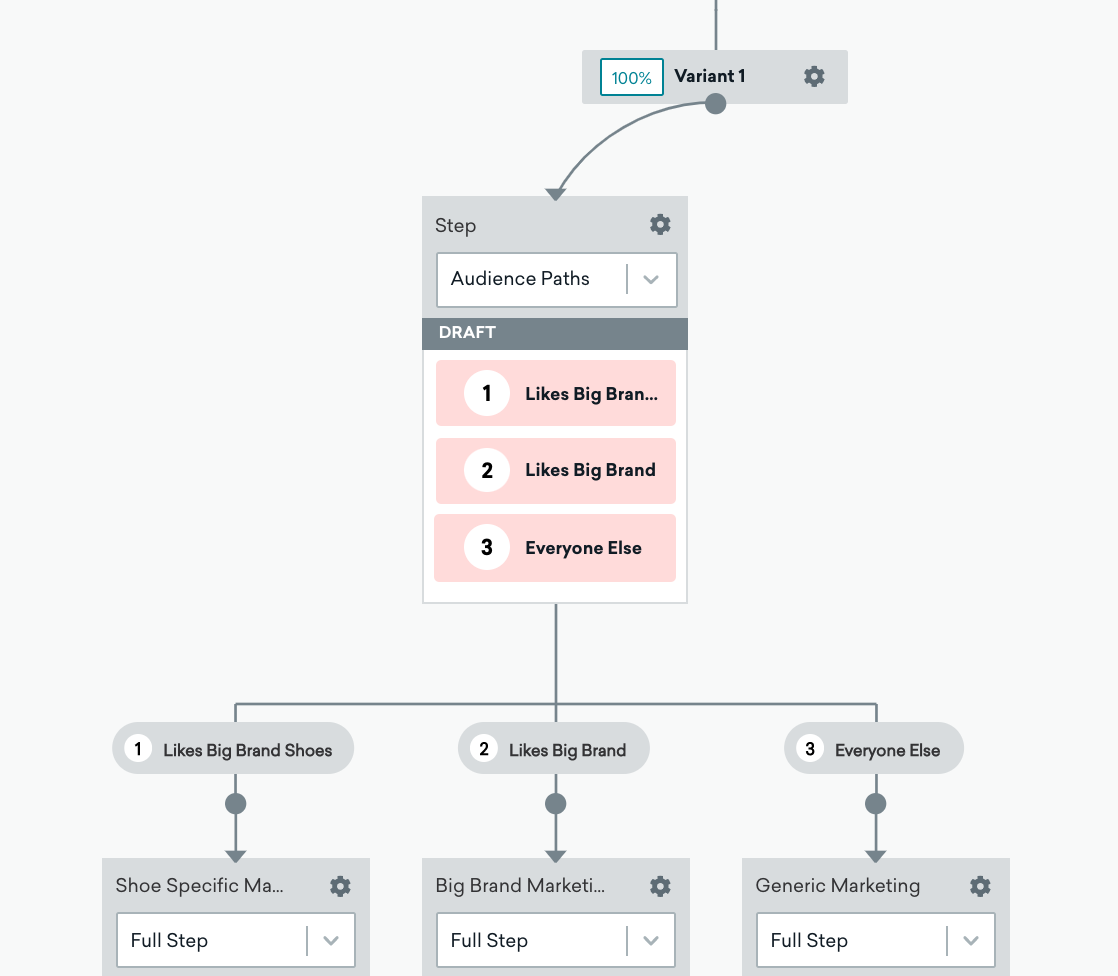 100% Variant 1
Step
Audience Paths
DRAFT
1 Likes Big Bran...
2 Likes Big Brand
3 Everyone Else
1 Likes Big Brand Shoes
2 Likes Big Brand
3 Everyone Else
Shoe Specific Ma...
Big Brand Marketi...
Generic Marketing
Full Step
Full Step
Full Step